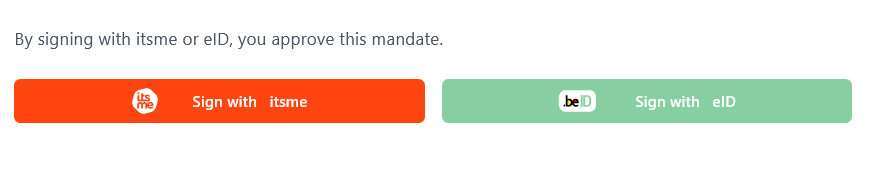 By signing with itsme or eID, you approve this mandate.
its
me
Sign with itsme
.beID
Sign with eID